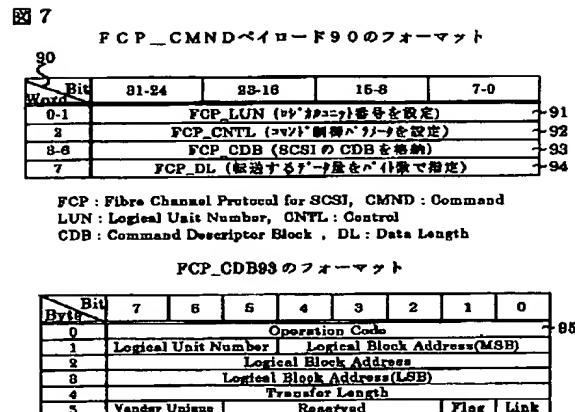 図7
FCP__CMNDペイロード90のフォーマット
90
Bit 31-24 23-16 15-8 7-0
Word
0-1 FCP_LUN (ロジカルユニット番号を設定) 91
2 FCP_CNTL (コマンド制御パラメータを設定) 92
3-6 FCP_CDB (SCSIのCDBを格納) 93
7 FCP_DL (転送するデータ量をバイト数で指定) 94
FCP : Fibre Channel Protocol for SCSI, CMND : Command
LUN : Logical Unit Number, CNTL : Control
CDB : Command Descriptor Block , DL : Data Length
FCP_CDB93のフォーマット
Bit 7 6 5 4 3 2 1 0
Byte
0 Operation Code 95
1 Logical Unit Number Logical Block Address(MSB)
2 Logical Block Address
3 Logical Block Address(LSB)
4 Transfer Length
5 Vender Unique Reserved Flag Link